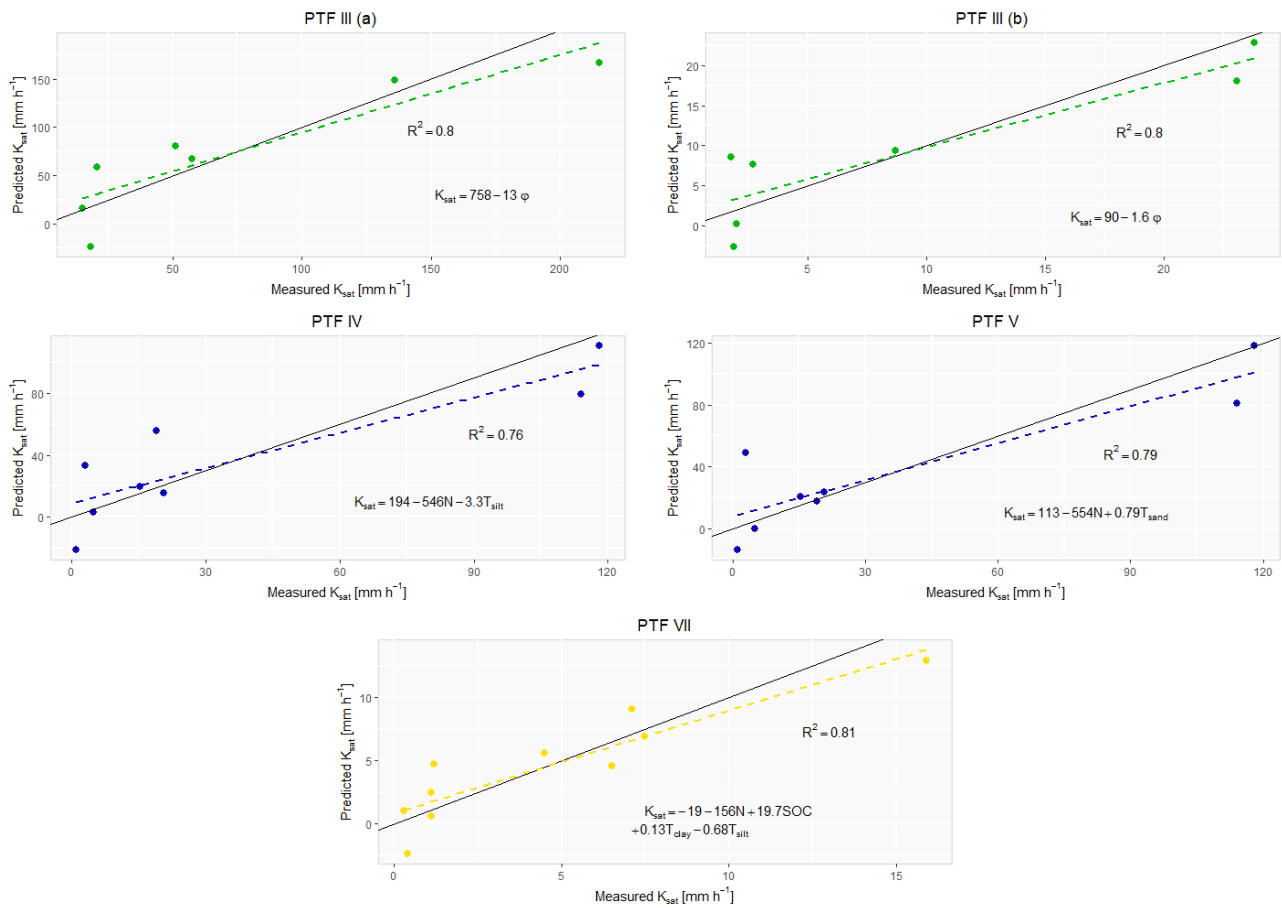 PTF III (a)
Predicted Ksat [mm h−1]
150
100
50
0
R2 = 0.8
Ksat = 758 − 13 φ
50
100
150
200
Measured Ksat [mm h−1]
PTF III (b)
Predicted Ksat [mm h−1]
20
15
10
5
0
R2 = 0.8
Ksat = 90 − 1.6 φ
5
10
15
20
Measured Ksat [mm h−1]
PTF IV
Predicted Ksat [mm h−1]
80
40
0
R2 = 0.76
Ksat = 194 − 546N − 3.3Tsilt
0
30
60
90
120
Measured Ksat [mm h−1]
PTF V
Predicted Ksat [mm h−1]
120
80
40
0
R2 = 0.79
Ksat = 113 − 554N + 0.79Tsand
0
30
60
90
120
Measured Ksat [mm h−1]
PTF VII
Predicted Ksat [mm h−1]
10
5
0
R2 = 0.81
Ksat = −19 − 156N + 19.7SOC
+0.13Tclay − 0.68Tsilt
0
5
10
15
Measured Ksat [mm h−1]